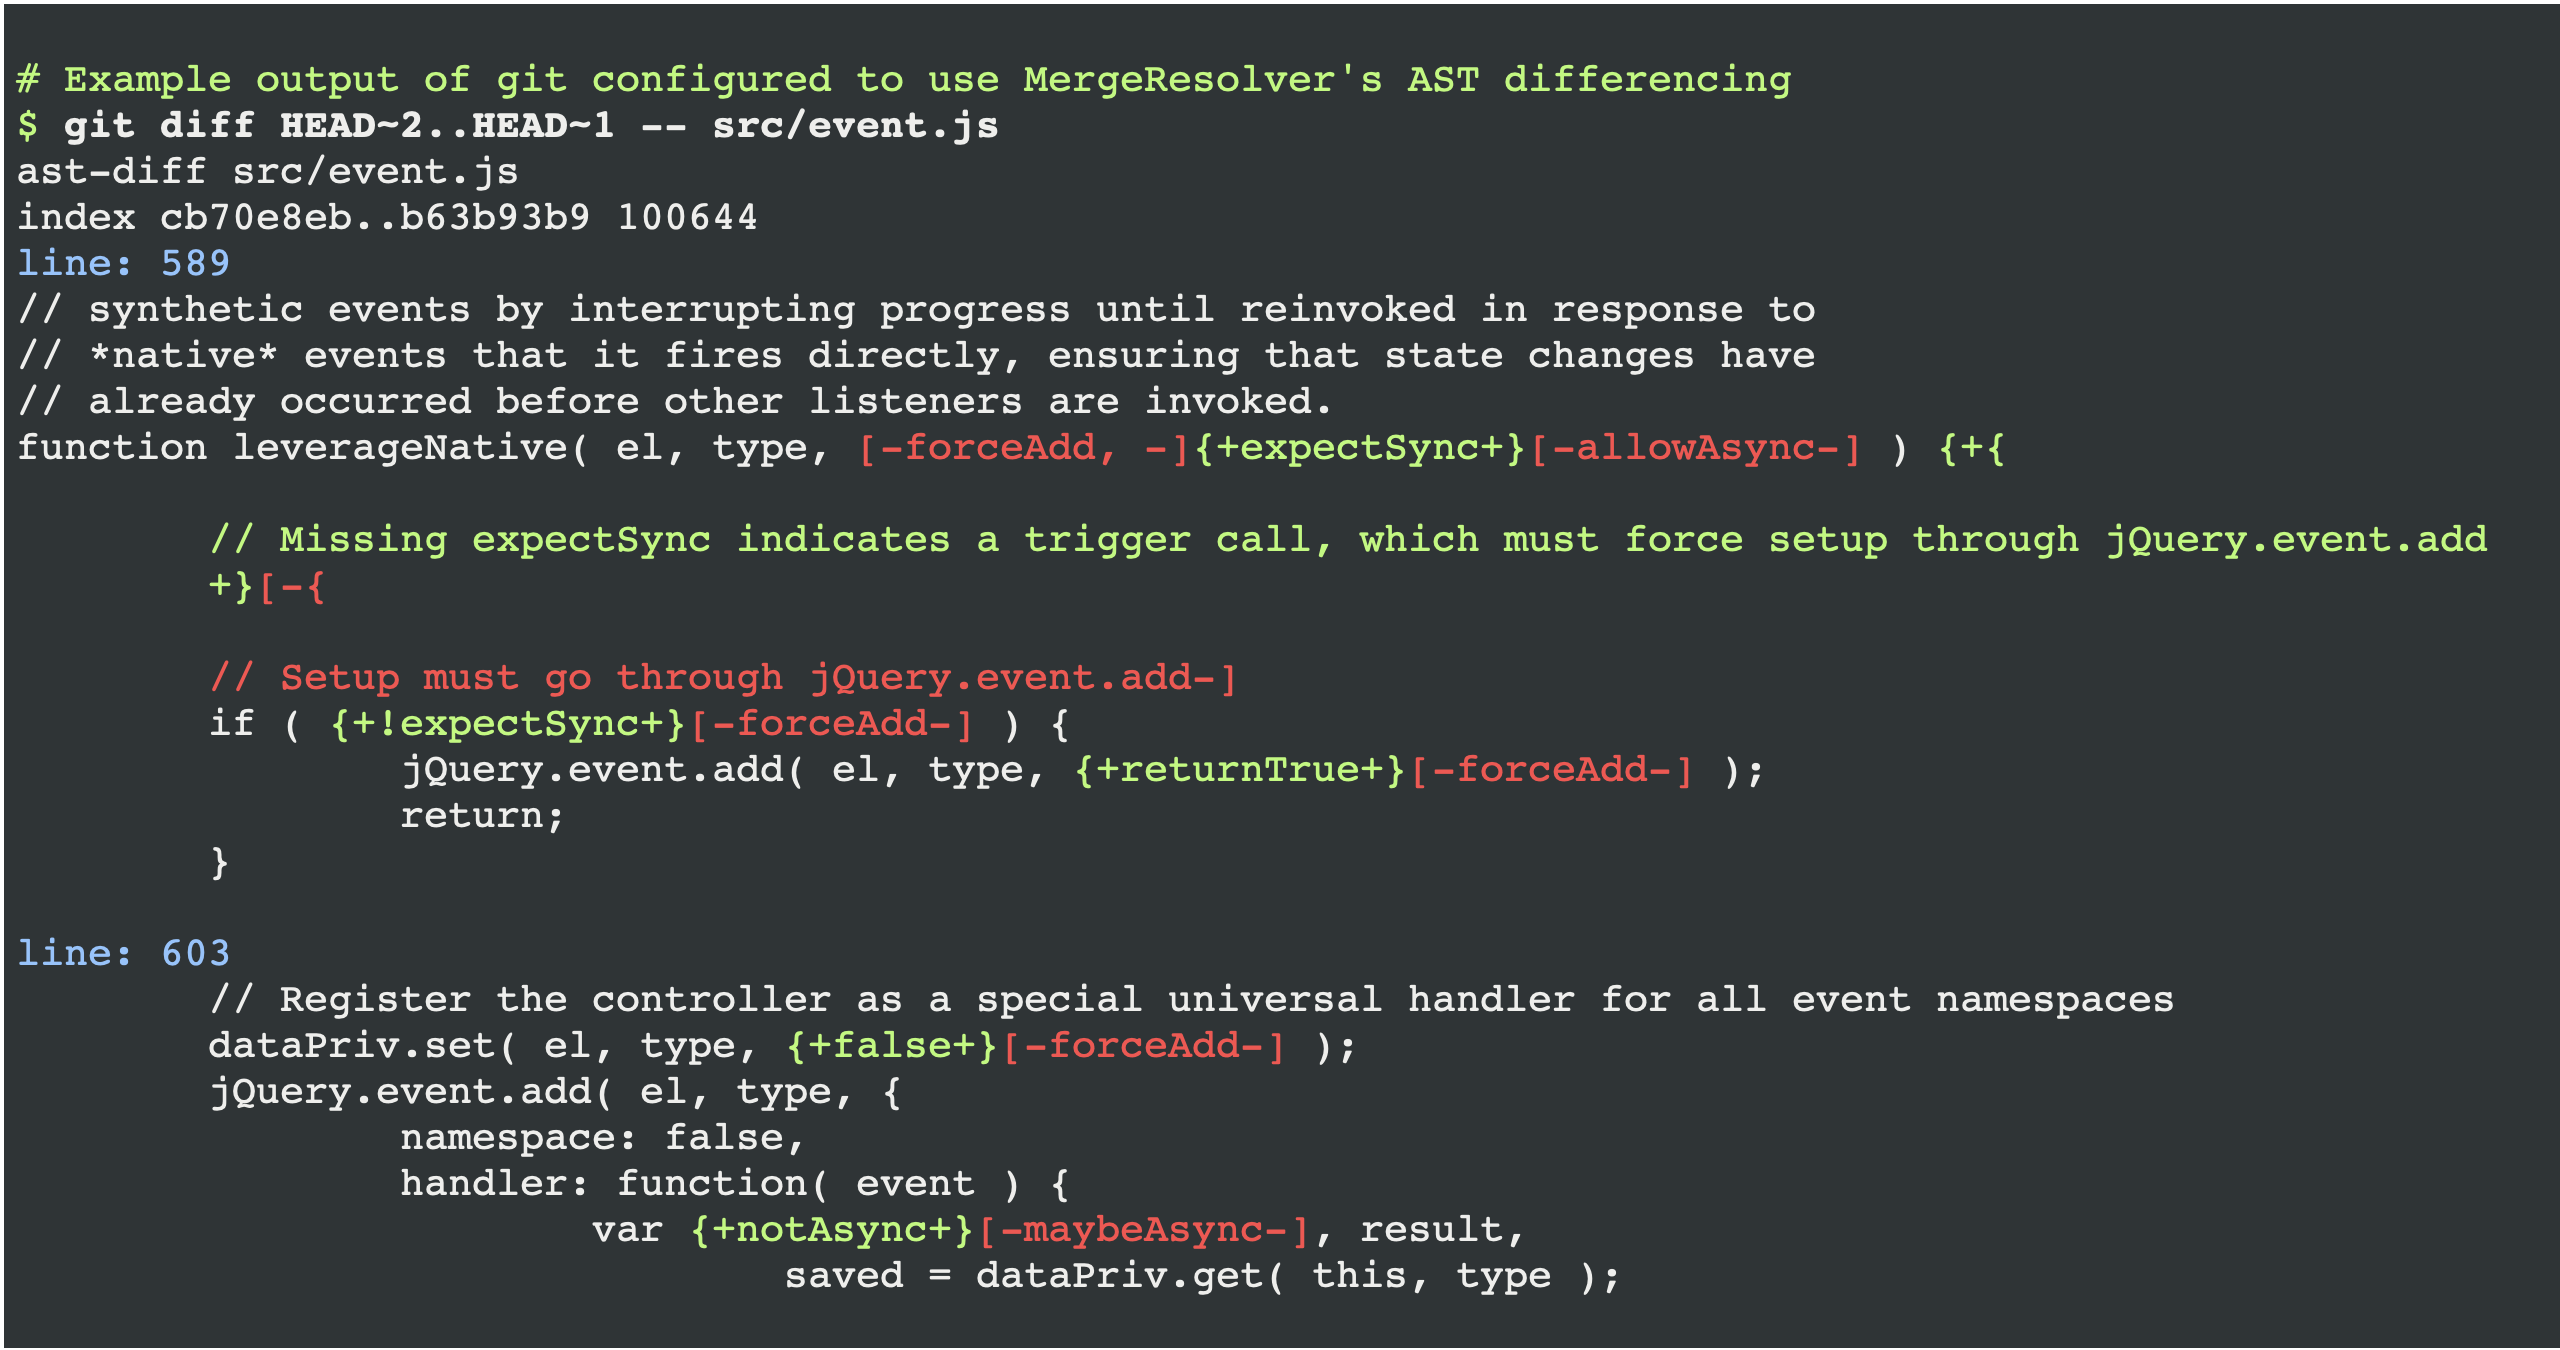 # Example output of git configured to use MergeResolver's AST differencing
$ git diff HEAD~2..HEAD~1 -- src/event.js
ast-diff src/event.js
index cb70e8eb..b63b93b9 100644
line: 589
// synthetic events by interrupting progress until reinvoked in response to
// *native* events that it fires directly, ensuring that state changes have
// already occurred before other listeners are invoked.
function leverageNative( el, type, [-forceAdd, -]{+expectSync+}[-allowAsync-] ) {+{
        // Missing expectSync indicates a trigger call, which must force setup through jQuery.event.add
        +}[-{
        // Setup must go through jQuery.event.add-]
        if ( {+!expectSync+}[-forceAdd-] ) {
                jQuery.event.add( el, type, {+returnTrue+}[-forceAdd-] );
                return;
        }
line: 603
        // Register the controller as a special universal handler for all event namespaces
        dataPriv.set( el, type, {+false+}[-forceAdd-] );
        jQuery.event.add( el, type, {
                namespace: false,
                handler: function( event ) {
                        var {+notAsync+}[-maybeAsync-], result,
                                saved = dataPriv.get( this, type );